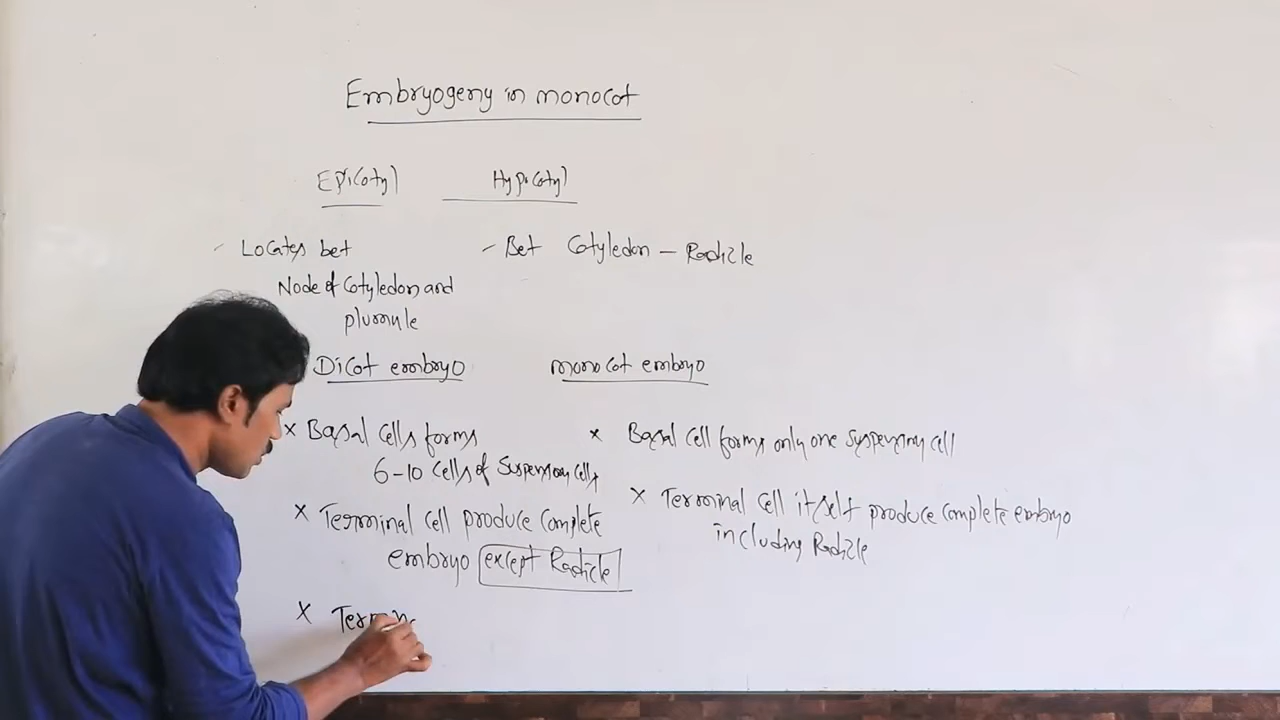 Embryogeny in monocot
Epicotyl Hypocotyl
Locates bet
Bet Cotyledon – Radicle
Node of Cotyledon and
plumule
Dicot embryo monocot embryo
x Basal Cells forms
6-10 cells of suspensory cells
x Basal Cell forms only one suspensory cell
x Terminal Cell produce complete
embryo except Radicle
x Terminal Cell itself produce complete embryo
including Radicle
x